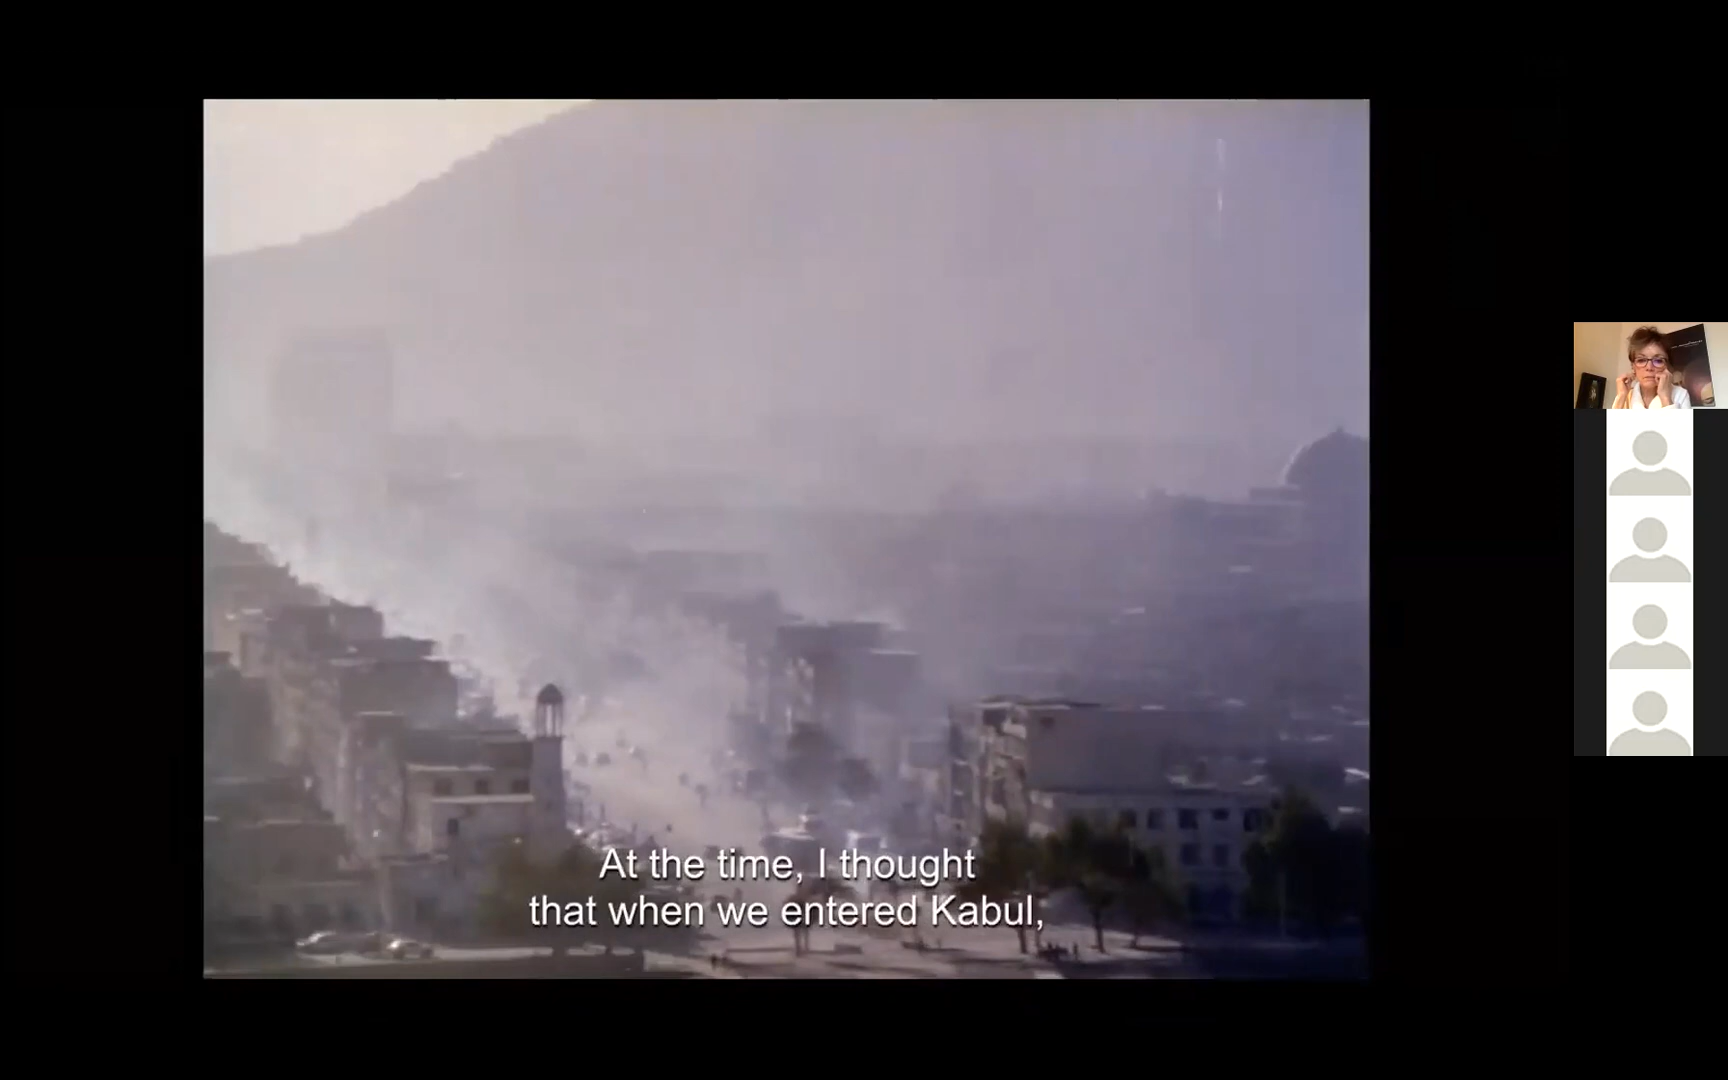 At the time, I thought
that when we entered Kabul,